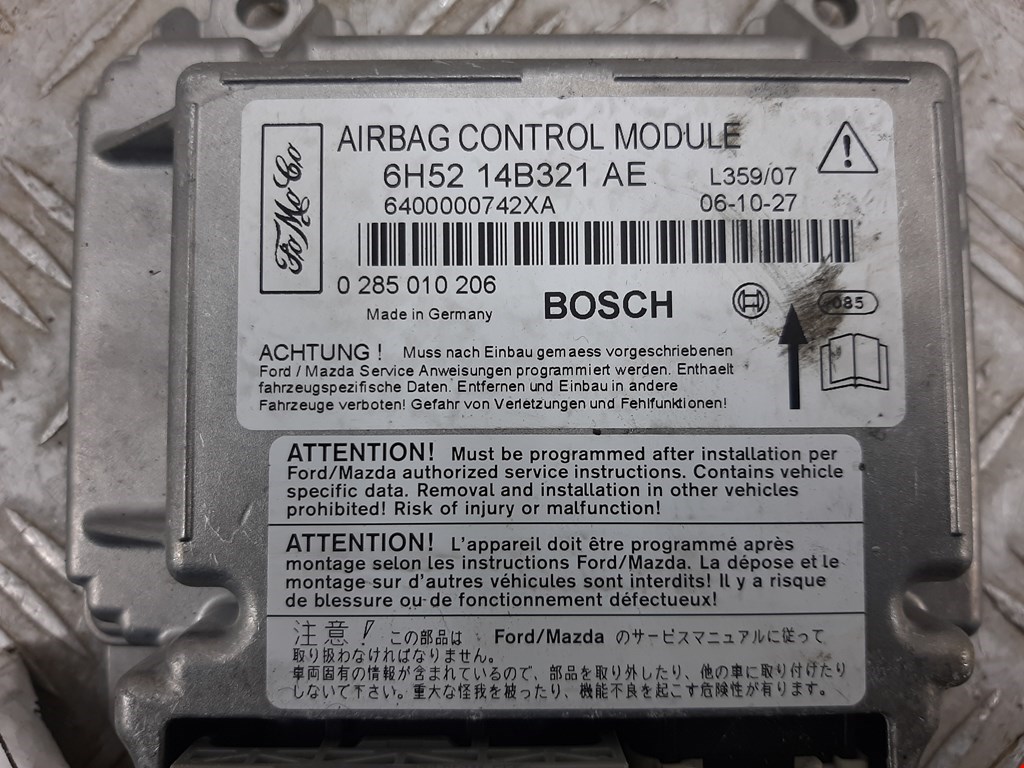 FoMoCo
AIRBAG CONTROL MODULE
6H52 14B321 AE L359/07
6400000742XA 06-10-27
0 285 010 206
Made in Germany BOSCH 085
ACHTUNG ! Muss nach Einbau gemaess vorgeschriebenen
Ford / Mazda Service Anweisungen programmiert werden. Enthaelt
fahrzeugspezifische Daten. Entfernen und Einbau in andere
Fahrzeuge verboten! Gefahr von Verletzungen und Fehlfunktionen!
ATTENTION! Must be programmed after installation per
Ford/Mazda authorized service instructions. Contains vehicle
specific data. Removal and installation in other vehicles
prohibited! Risk of injury or malfunction!
ATTENTION! L'appareil doit être programmé après
montage selon les instructions Ford/Mazda. La dépose et le
montage sur d'autres véhicules sont interdits! Il y a risque
de blessure ou de fonctionnement défectueux!
注意! この部品は Ford/Mazda のサービスマニュアルに従って
取り扱わなければなりません。
車両固有の情報が含まれているので、部品を取り外したり、他の車に取り付けたり
しないで下さい。重大な怪我を被ったり、機能不良を起こす危険性が有ります。